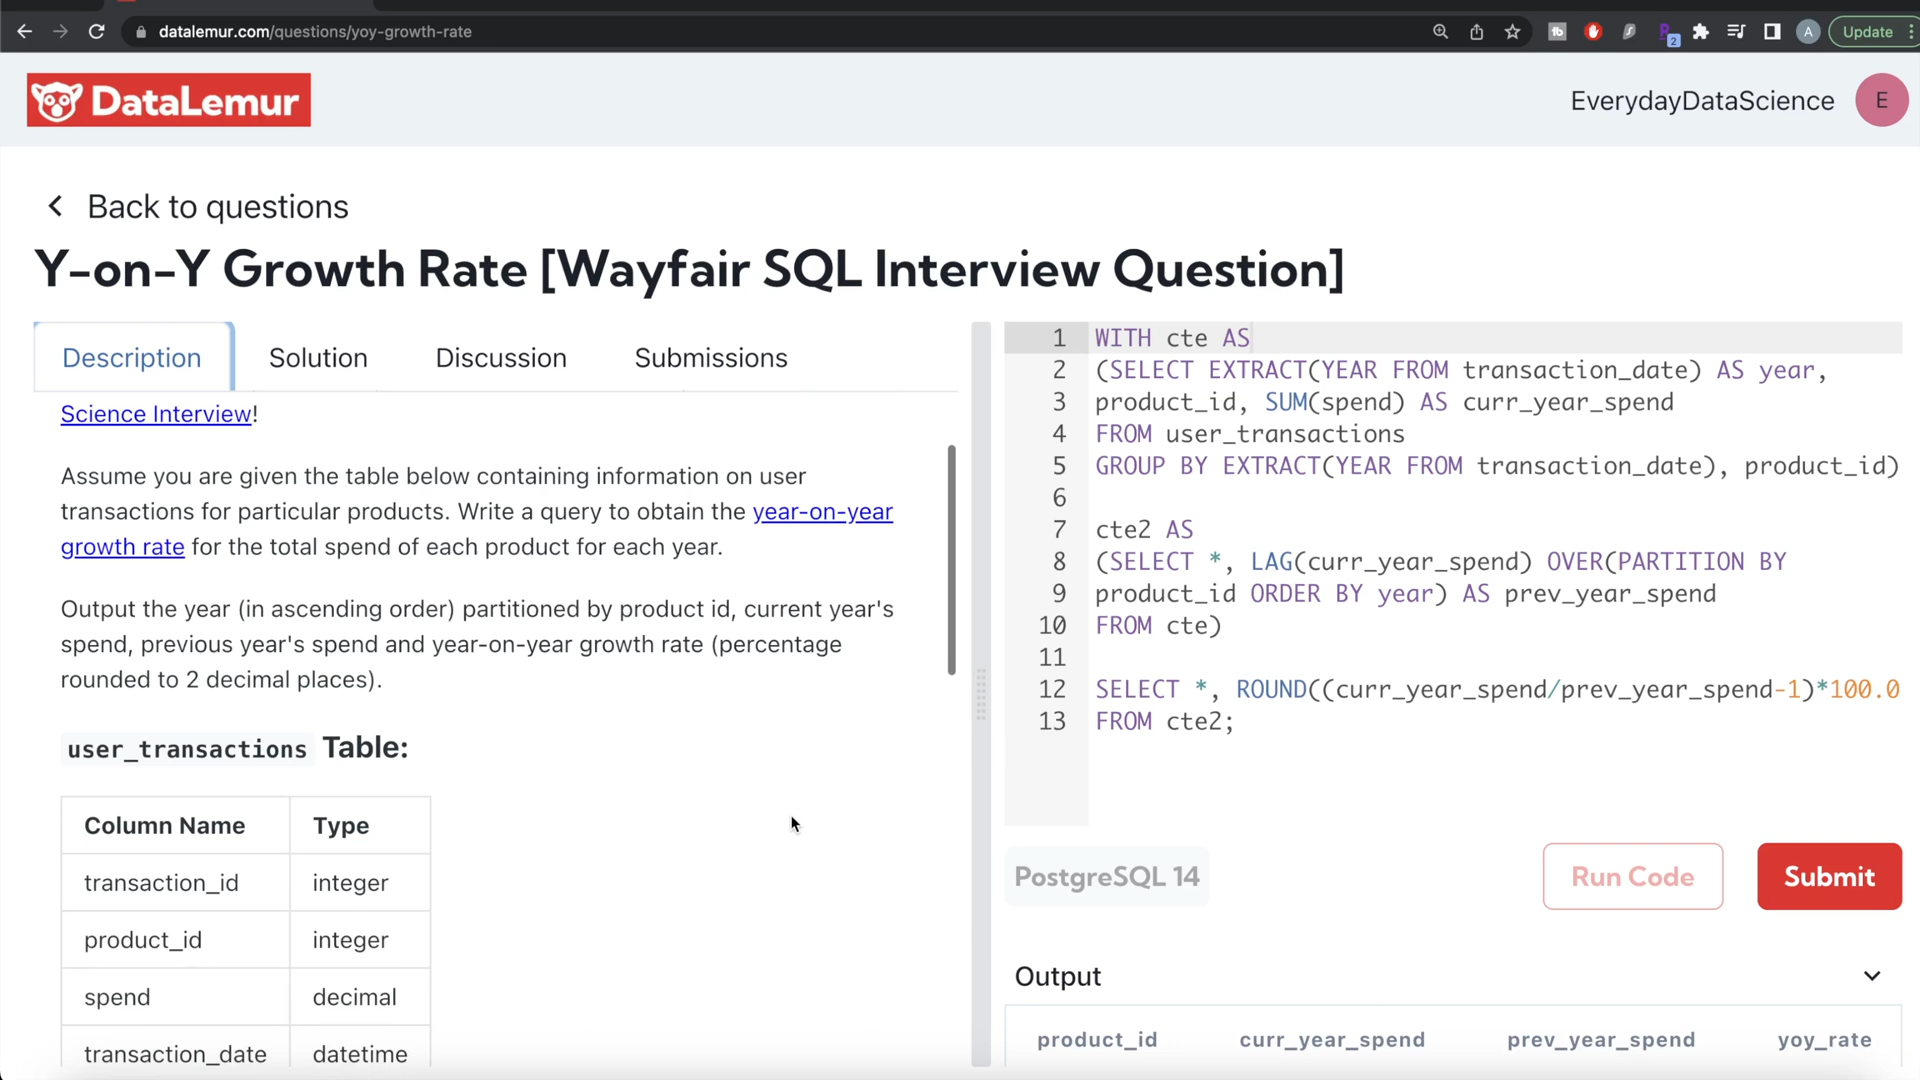 datalemur.com/questions/yoy-growth-rate
2
A
Update
DataLemur
EverydayDataScience
E
Back to questions
Y-on-Y Growth Rate [Wayfair SQL Interview Question]
Description
Solution
Discussion
Submissions
Science Interview!
Assume you are given the table below containing information on user
transactions for particular products. Write a query to obtain the year-on-year
growth rate for the total spend of each product for each year.
Output the year (in ascending order) partitioned by product id, current year's
spend, previous year's spend and year-on-year growth rate (percentage
rounded to 2 decimal places).
user_transactions Table:
Column Name Type
transaction_id integer
product_id integer
spend decimal
transaction_date datetime
1 WITH cte AS
2 (SELECT EXTRACT(YEAR FROM transaction_date) AS year,
3 product_id, SUM(spend) AS curr_year_spend
4 FROM user_transactions
5 GROUP BY EXTRACT(YEAR FROM transaction_date), product_id)
6
7 cte2 AS
8 (SELECT *, LAG(curr_year_spend) OVER(PARTITION BY
9 product_id ORDER BY year) AS prev_year_spend
10 FROM cte)
11
12 SELECT *, ROUND((curr_year_spend/prev_year_spend-1)*100.0
13 FROM cte2;
PostgreSQL 14
Run Code
Submit
Output
product_id curr_year_spend prev_year_spend yoy_rate